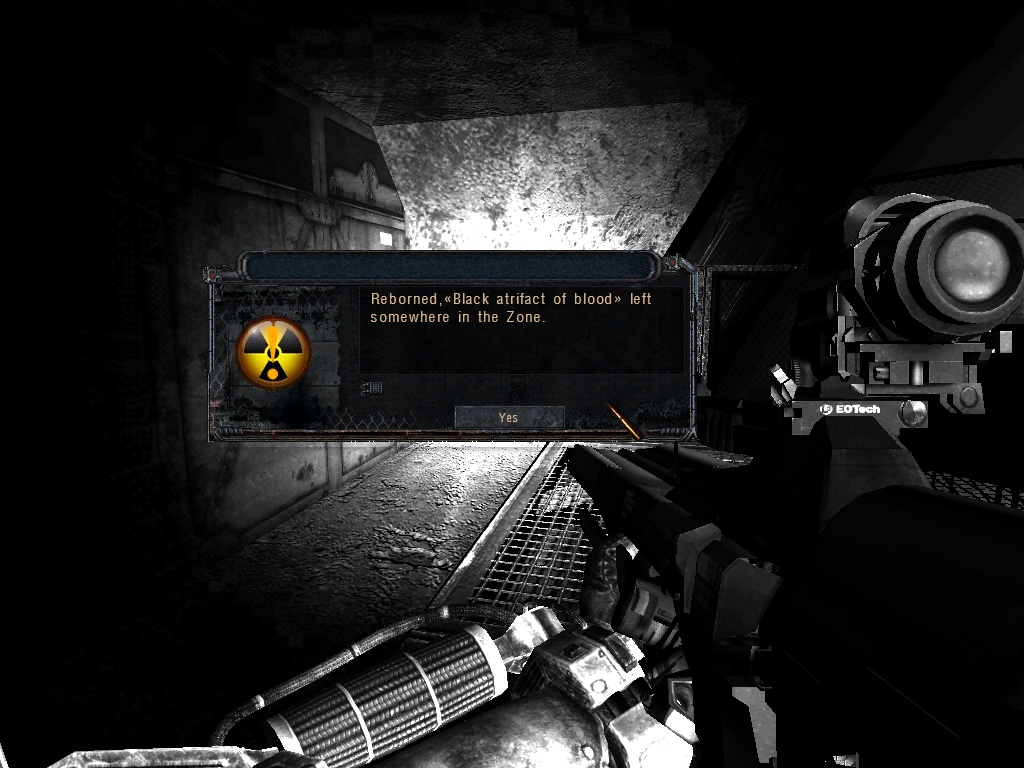 Reborned,«Black atrifact of blood» left
somewhere in the Zone.
Yes
EOTech